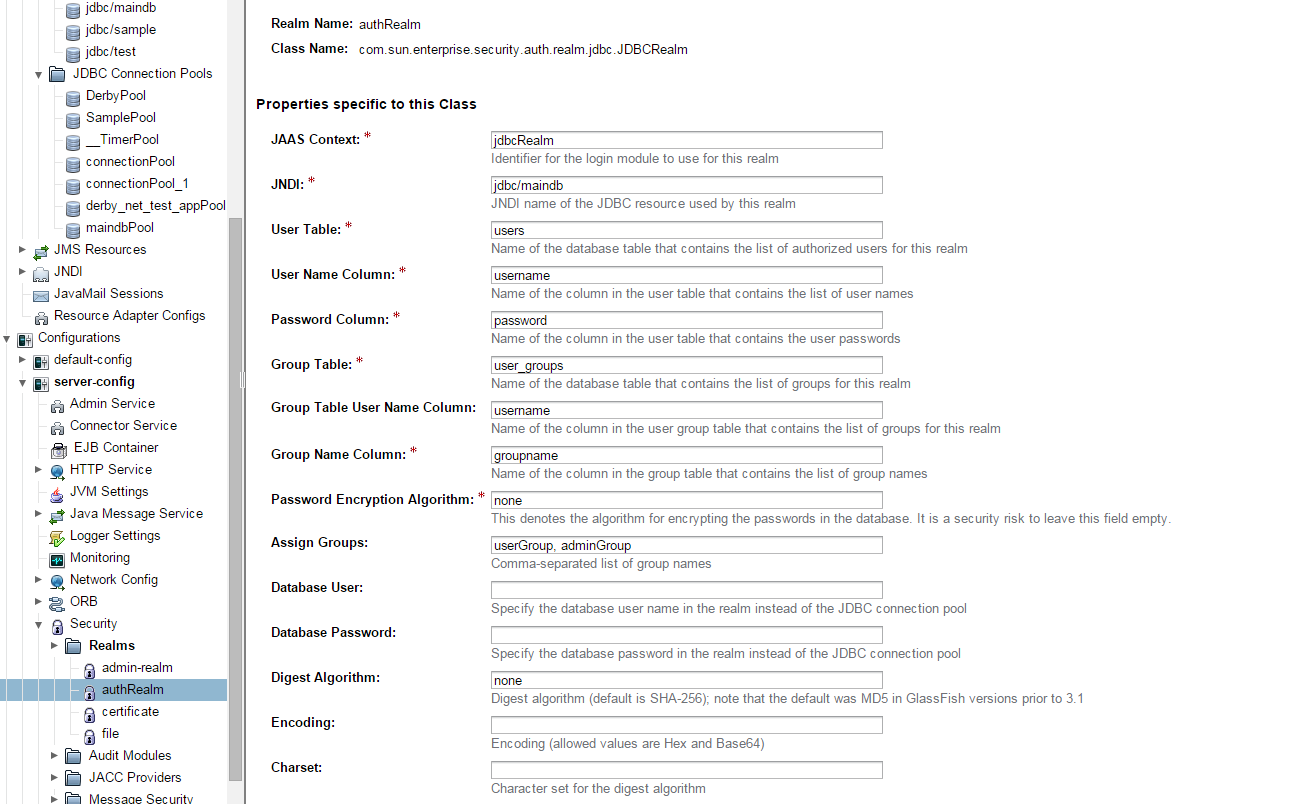 jdbc/maindb
jdbc/sample
jdbc/test
JDBC Connection Pools
DerbyPool
SamplePool
__TimerPool
connectionPool
connectionPool_1
derby_net_test_appPool
maindbPool
JMS Resources
JNDI
JavaMail Sessions
Resource Adapter Configs
Configurations
default-config
server-config
Admin Service
Connector Service
EJB Container
HTTP Service
JVM Settings
Java Message Service
Logger Settings
Monitoring
Network Config
ORB
Security
Realms
admin-realm
authRealm
certificate
file
Audit Modules
JACC Providers
Message Security
Realm Name: authRealm
Class Name: com.sun.enterprise.security.auth.realm.jdbc.JDBCRealm
Properties specific to this Class
JAAS Context: * jdbcRealm
Identifier for the login module to use for this realm
JNDI: * jdbc/maindb
JNDI name of the JDBC resource used by this realm
User Table: * users
Name of the database table that contains the list of authorized users for this realm
User Name Column: * username
Name of the column in the user table that contains the list of user names
Password Column: * password
Name of the column in the user table that contains the user passwords
Group Table: * user_groups
Name of the database table that contains the list of groups for this realm
Group Table User Name Column: username
Name of the column in the user group table that contains the list of groups for this realm
Group Name Column: * groupname
Name of the column in the group table that contains the list of group names
Password Encryption Algorithm: * none
This denotes the algorithm for encrypting the passwords in the database. It is a security risk to leave this field empty.
Assign Groups: userGroup, adminGroup
Comma-separated list of group names
Database User:
Specify the database user name in the realm instead of the JDBC connection pool
Database Password:
Specify the database password in the realm instead of the JDBC connection pool
Digest Algorithm: none
Digest algorithm (default is SHA-256); note that the default was MD5 in GlassFish versions prior to 3.1
Encoding:
Encoding (allowed values are Hex and Base64)
Charset:
Character set for the digest algorithm